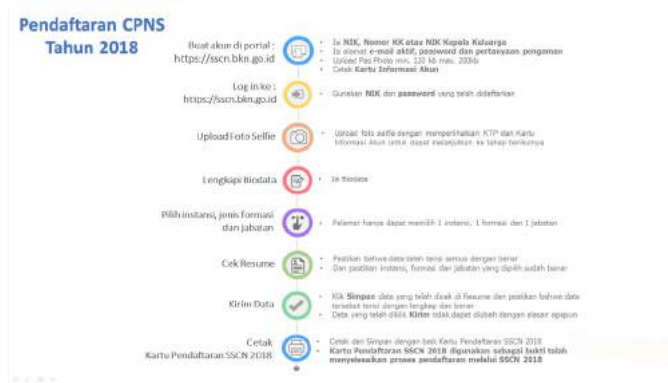 Pendaftaran CPNS
Tahun 2018
Buat akun di portal :
https://sscn.bkn.go.id
Isi NIK, Nomor KK atas NIK Kepala Keluarga
Isi alamat e-mail aktif, password dan pertanyaan pengaman
Upload Pas Photo min. 120 kb max. 200kb
Cetak Kartu Informasi Akun
Log in ke :
https://sscn.bkn.go.id
Gunakan NIK dan password yang telah didaftarkan
Upload Foto Selfie
Upload foto selfie dengan memperlihatkan KTP dan Kartu
Informasi Akun untuk dapat melanjutkan ke tahap berikutnya
Lengkapi Biodata
Isi Biodata
Pilih instansi, jenis formasi
dan Jabatan
Pelamar hanya dapat memilih 1 instansi, 1 formasi dan 1 jabatan
Cek Resume
Pastikan bahwa data telah terisi semua dengan benar
Dan pastikan instansi, formasi dan jabatan yang dipilih sudah benar
Kirim Data
Klik Simpan data yang telah dicek di Resume dan pastikan bahwa data
tersebut terisi dengan lengkap dan benar
Data yang telah diklik Kirim tidak dapat diubah dengan alasan apapun
Cetak
Kartu Pendaftaran SSCN 2018
Cetak dan Simpan dengan baik Kartu Pendaftaran SSCN 2018
Kartu Pendaftaran SSCN 2018 digunakan sebagai bukti telah
menyelesaikan proses pendaftaran melalui SSCN 2018